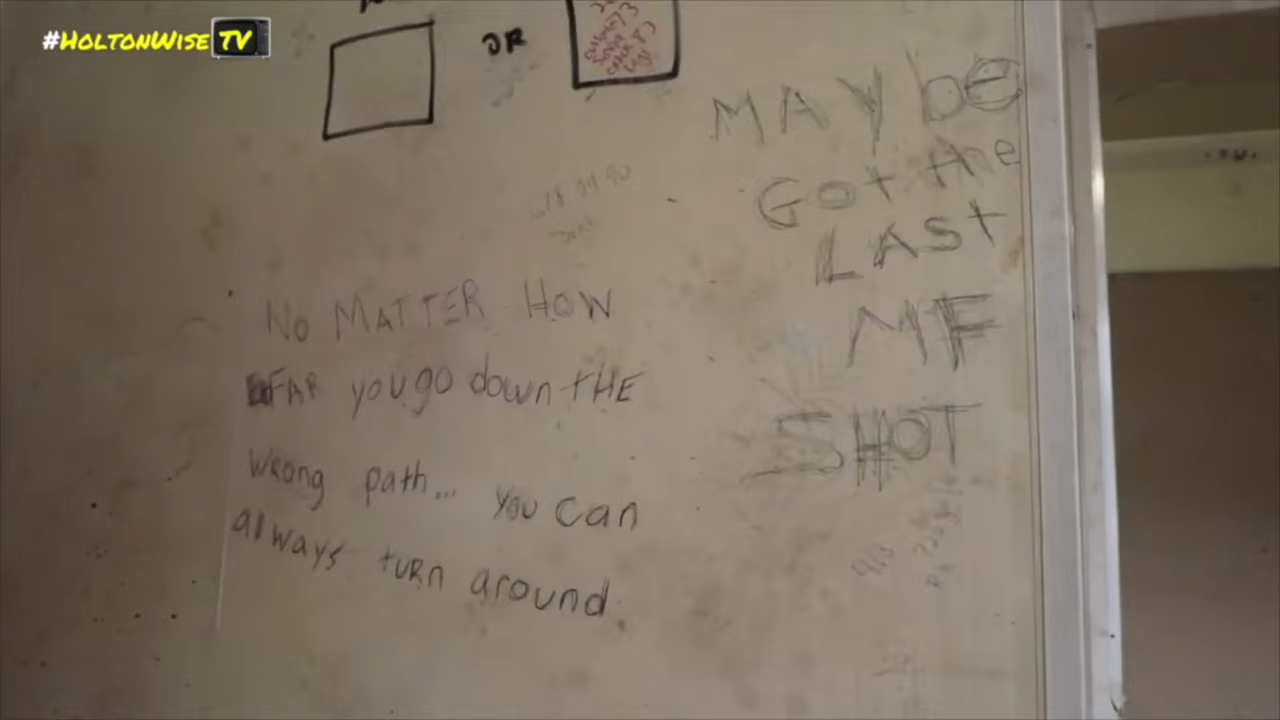 #HOLTONWISE TV
OR
MAY be
Got the
LAST
MF
SHOT
No MATTER HOW
FAR you go down THE
wrong path... you can
always turn around